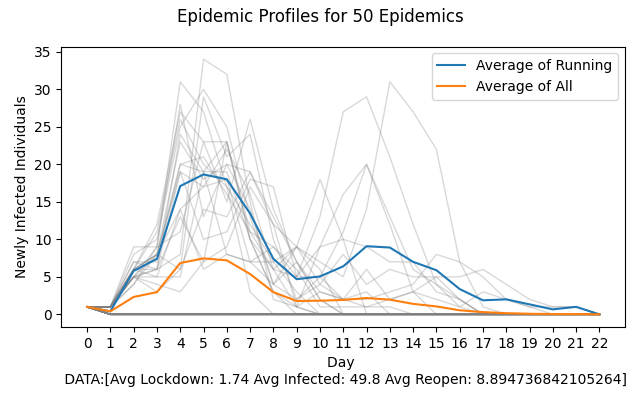 Epidemic Profiles for 50 Epidemics
35
30
25
20
15
10
5
0
Newly Infected Individuals
Average of Running
Average of All
0 1 2 3 4 5 6 7 8 9 10 11 12 13 14 15 16 17 18 19 20 21 22
Day
DATA:[Avg Lockdown: 1.74 Avg Infected: 49.8 Avg Reopen: 8.894736842105264]